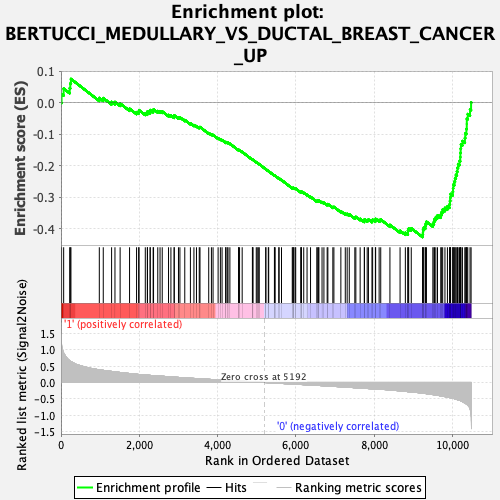 Enrichment plot:
BERTUCCI_MEDULLARY_VS_DUCTAL_BREAST_CANCER
_UP
Enrichment score (ES)
0.1
0.0
-0.1
-0.2
-0.3
-0.4
'1' (positively correlated)
Ranked list metric (Signal2Noise)
1.5
1.0
0.5
0.0
-0.5
-1.0
-1.5
Zero cross at 5192
'0' (negatively correlated)
0
2,000
4,000
6,000
8,000
10,000
Rank in Ordered Dataset
Enrichment profile
Hits
Ranking metric scores